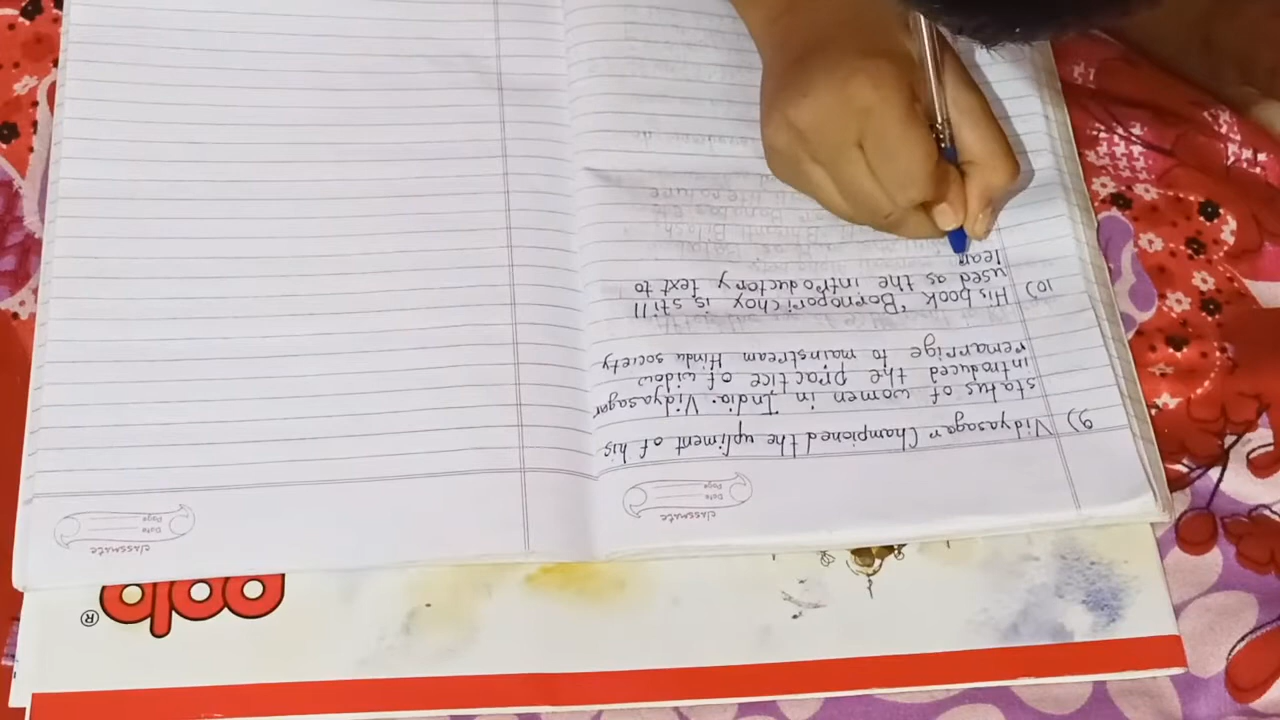 classmate
Date
Page
9) Vidyasagar Championed the upliment of his
status of women in India. Vidyasagar
introduced the practice of widow
remarrige to mainstream Hindu society
10) His book 'Bornoporichoy is still
used as the introductory text to
lean
classmate
Date
Page